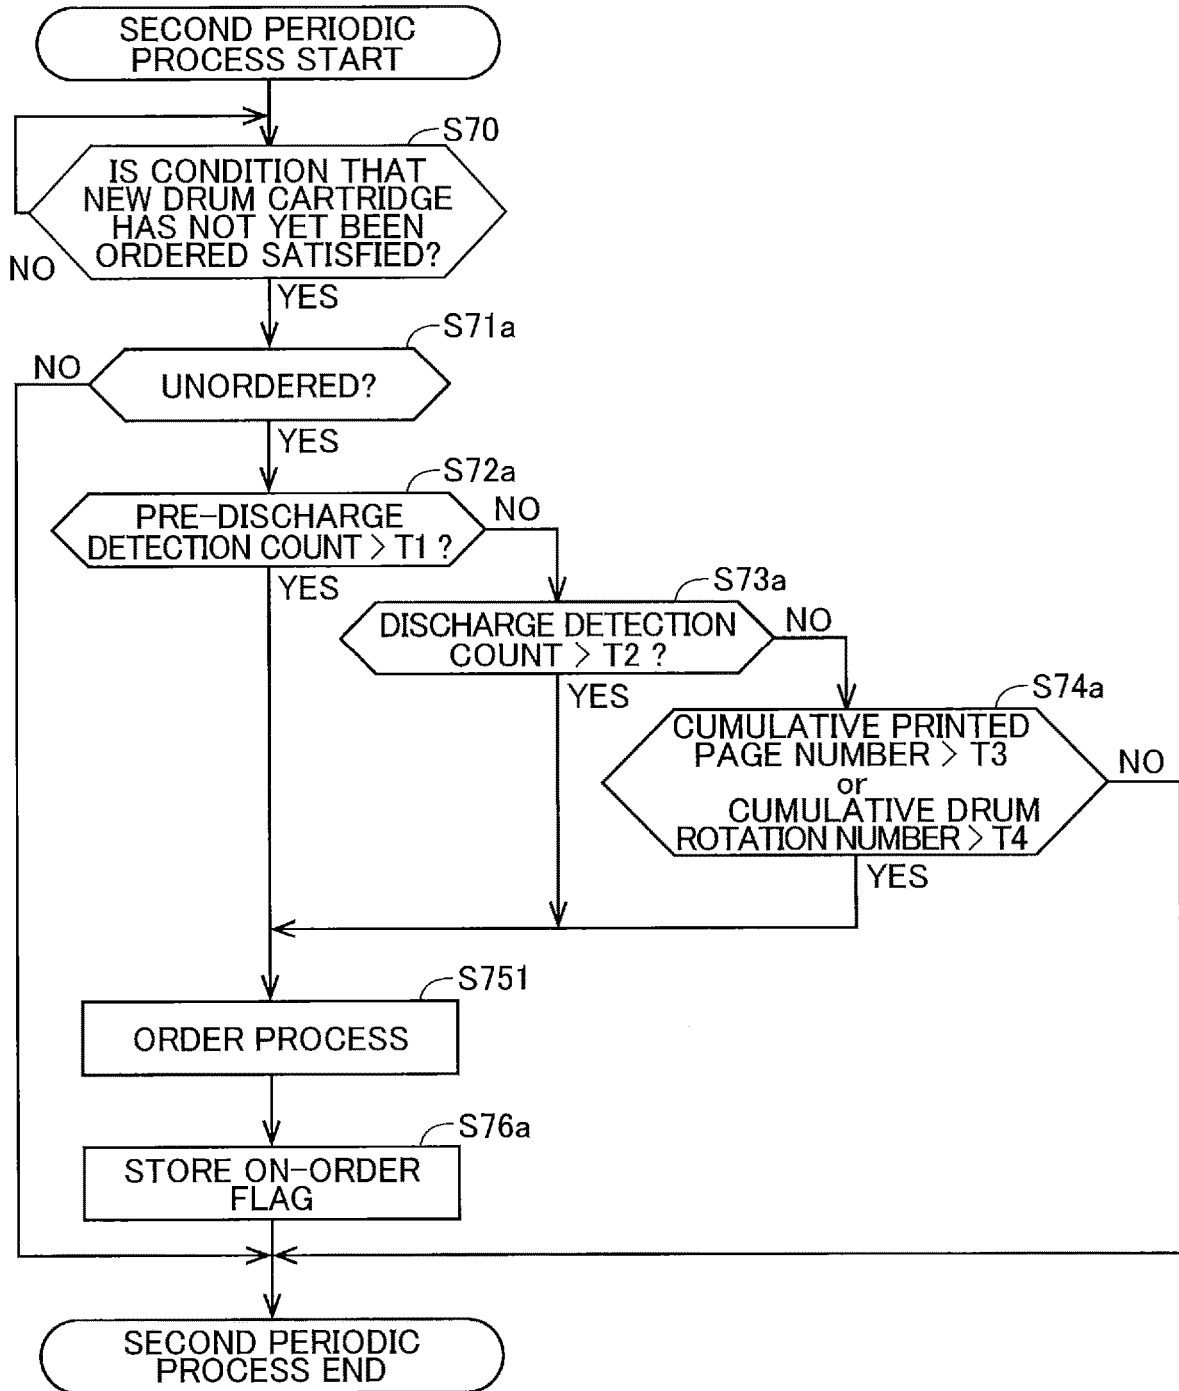 SECOND PERIODIC
PROCESS START
S70
IS CONDITION THAT
NEW DRUM CARTRIDGE
HAS NOT YET BEEN
ORDERED SATISFIED?
NO
YES
S71a
NO
UNORDERED?
YES
S72a
PRE-DISCHARGE
DETECTION COUNT > T1 ?
NO
YES
S73a
DISCHARGE DETECTION
COUNT > T2 ?
NO
YES
S74a
CUMULATIVE PRINTED
PAGE NUMBER > T3
or
CUMULATIVE DRUM
ROTATION NUMBER > T4
NO
YES
S751
ORDER PROCESS
S76a
STORE ON-ORDER
FLAG
SECOND PERIODIC
PROCESS END